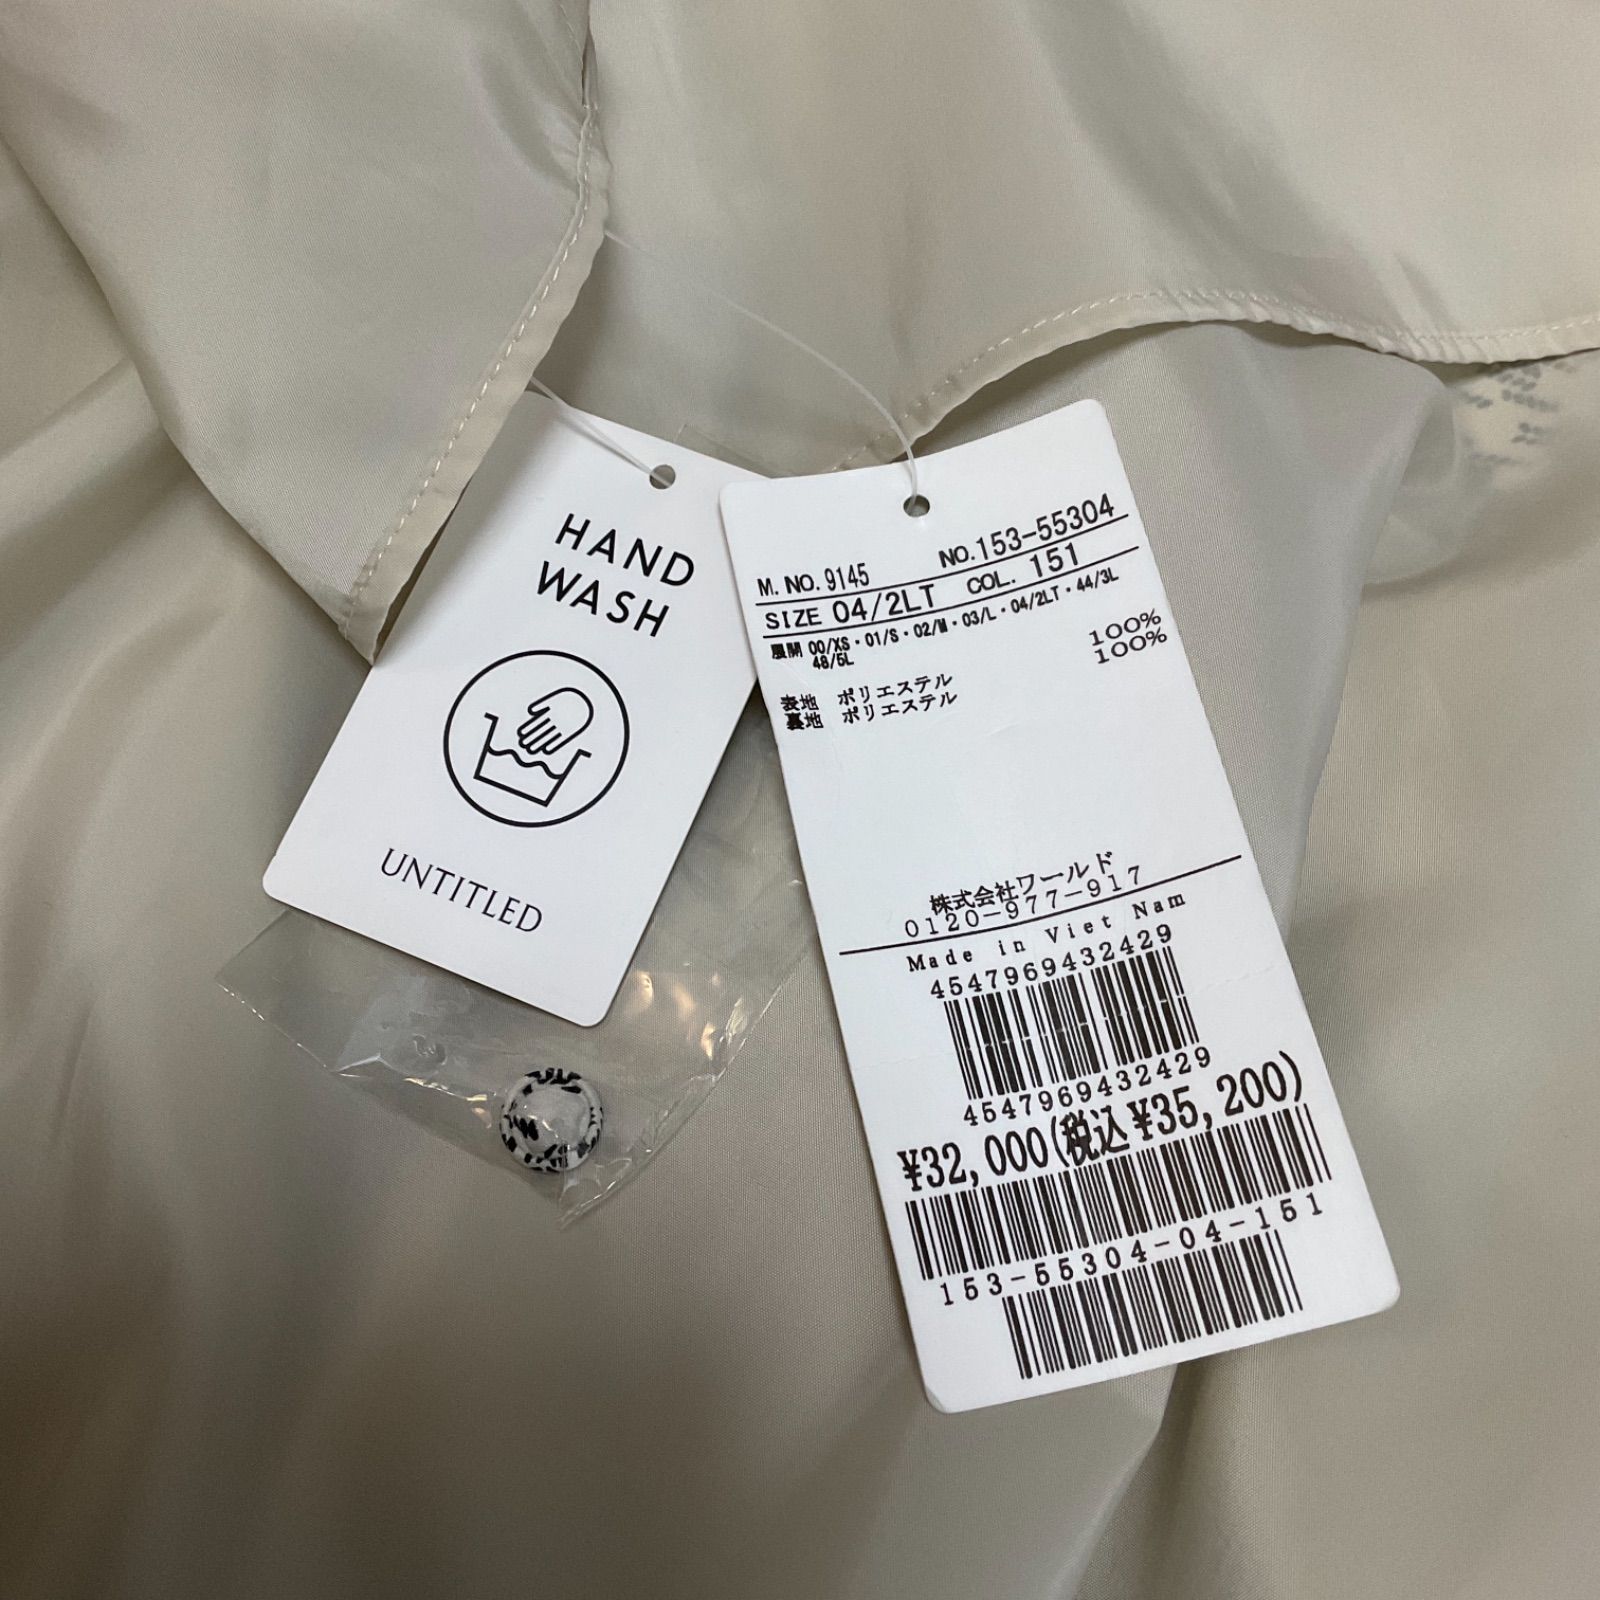 HAND
WASH
UNTITLED
M. NO. 9145 NO. 153-55304
SIZE 04/2LT COL. 151
展開 00/XS・01/S・02/M・03/L・04/2LT・44/3L
48/5L
表地 ポリエステル 100%
裏地 ポリエステル 100%
株式会社ワールド
0120-977-917
Made in Viet Nam
4547969432429
4547969432429
¥32,000(税込¥35,200)
153-55304-04-151